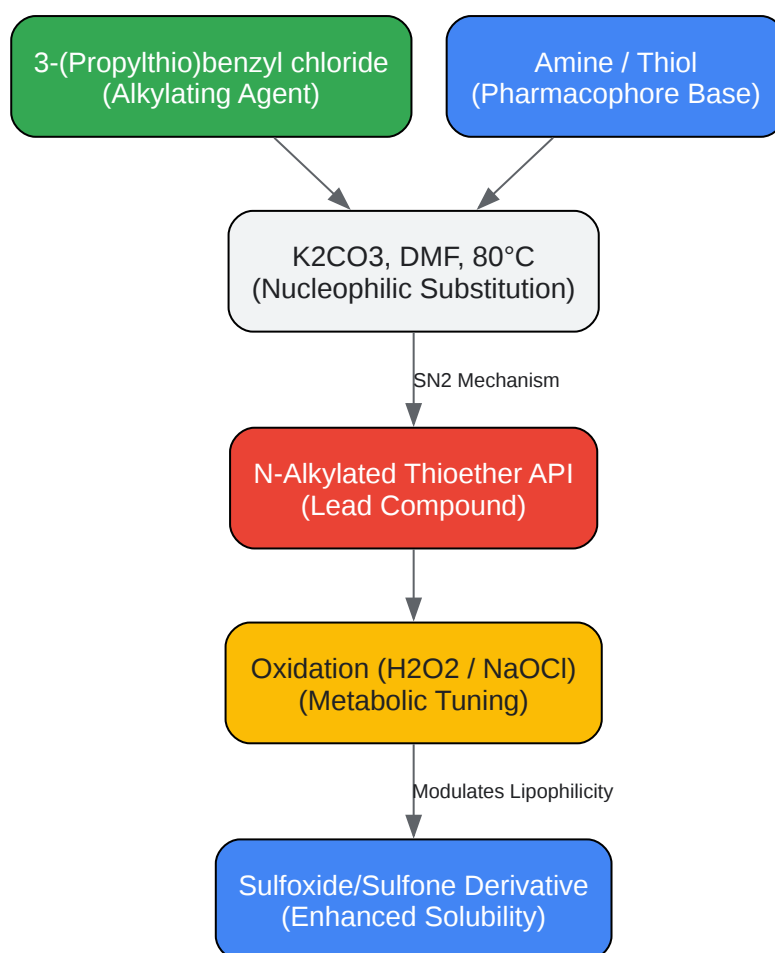 3-(Propylthio)benzyl chloride
(Alkylating Agent)
Amine / Thiol
(Pharmacophore Base)
K2CO3, DMF, 80°C
(Nucleophilic Substitution)
SN2 Mechanism
N-Alkylated Thioether API
(Lead Compound)
Oxidation (H2O2 / NaOCl)
(Metabolic Tuning)
Modulates Lipophilicity
Sulfoxide/Sulfone Derivative
(Enhanced Solubility)